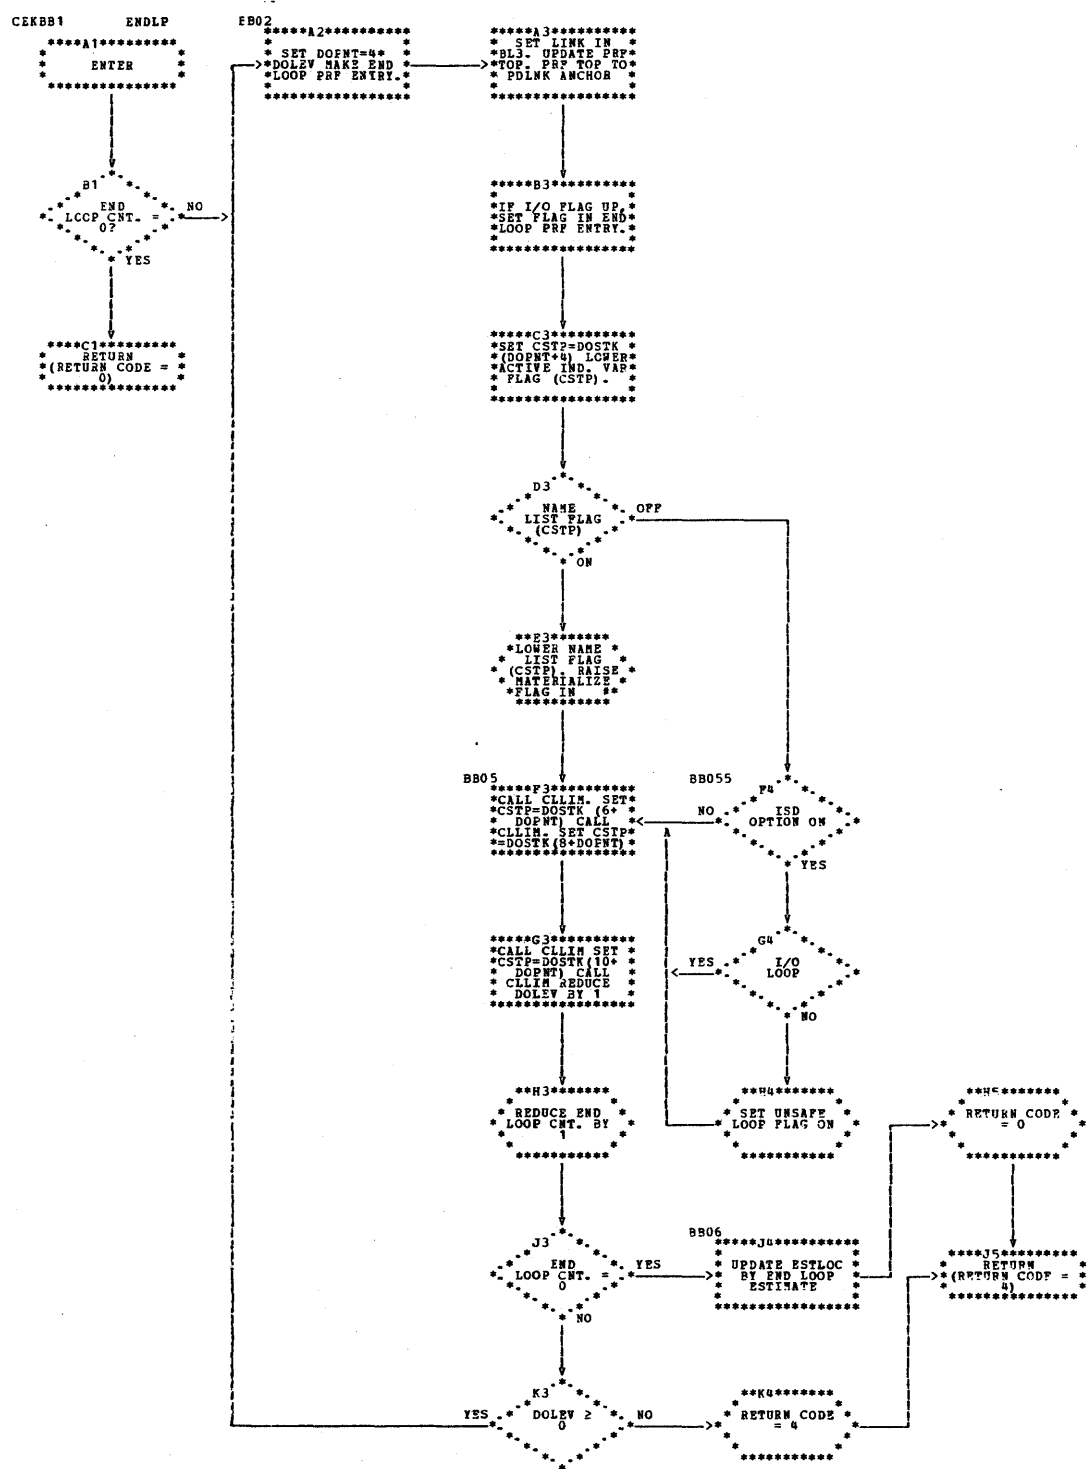 CEKBB1 ENDLP EB02
****A1*********
ENTER
*****A2**********
SET DOPNT=4*
DOLEV MAKE END
LOOP PRF ENTRY.
*****A3**********
SET LINK IN
BL3. UPDATE PRF
TOP. PRF TOP TO
PDLNK ANCHOR
B1
END
LCCP CNT. =
0?
NO
YES
*****B3**********
IF I/O FLAG UP,
SET FLAG IN END
LOOP PRF ENTRY.
****C1*********
RETURN
(RETURN CODE =
0)
*****C3**********
SET CST?=DOSTK
(DOPNT+4) LOWER
ACTIVE IND. VAR
FLAG (CSTP).
D3
NAME
LIST FLAG
(CSTP)
OFF
ON
**E3*******
LOWER NAME
LIST FLAG
(CSTP). RAISE
MATERIALIZE
FLAG IN
BB05
*****F3**********
CALL CLLIM. SET
CSTP=DOSTK (6+
DOPNT) CALL
CLLIM. SET CSTP
=DOSTK(8+DOPNT)
BB055
F4
ISD
OPTION ON
NO
YES
*****G3**********
CALL CLLIM SET
CSTP=DOSTK(10+
DOPNT) CALL
CLLIM REDUCE
DOLEV BY 1
G4
I/O
LOOP
YES
NO
**H3*******
REDUCE END
LOOP CNT. BY
1
**H4*******
SET UNSAFE
LOOP FLAG ON
**H5*******
RETURN CODE
= 0
J3
END
LOOP CNT. =
0
YES
NO
BB06
*****J4**********
UPDATE ESTLOC
BY END LOOP
ESTIMATE
****J5*********
RETURN
(RETURN CODE =
4)
K3
DOLEV ≥
0
YES
NO
**K4*******
RETURN CODE
= 4